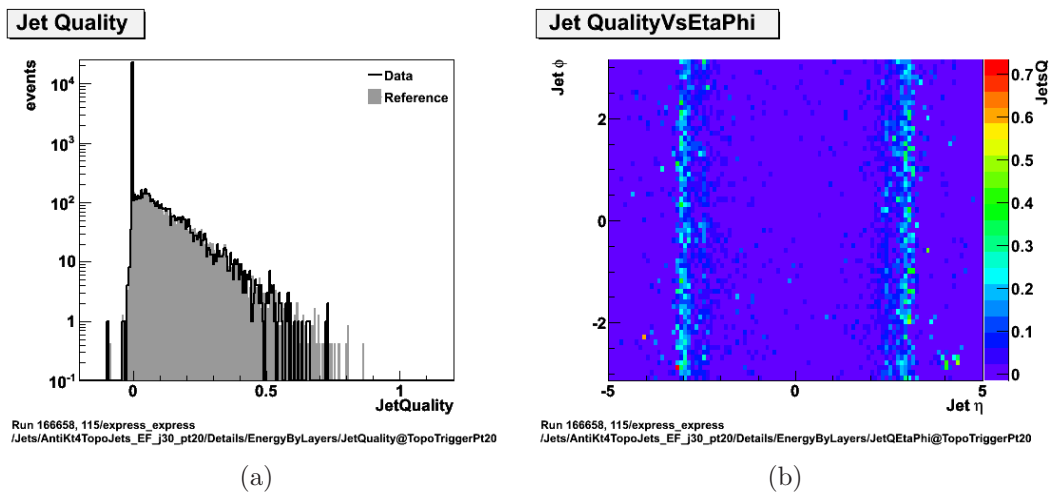 Jet Quality
events
10^4
10^3
10^2
10
1
10^-1
Data
Reference
0 0.5 1
JetQuality
Run 166658, 115/express_express
/Jets/AntiKt4TopoJets_EF_j30_pt20/Details/EnergyByLayers/JetQuality@TopoTriggerPt20
(a)
Jet QualityVsEtaPhi
Jet ϕ
2
0
-2
-5 0 5
Jet η
JetsQ
0.7
0.6
0.5
0.4
0.3
0.2
0.1
0
Run 166658, 115/express_express
/Jets/AntiKt4TopoJets_EF_j30_pt20/Details/EnergyByLayers/JetQEtaPhi@TopoTriggerPt20
(b)